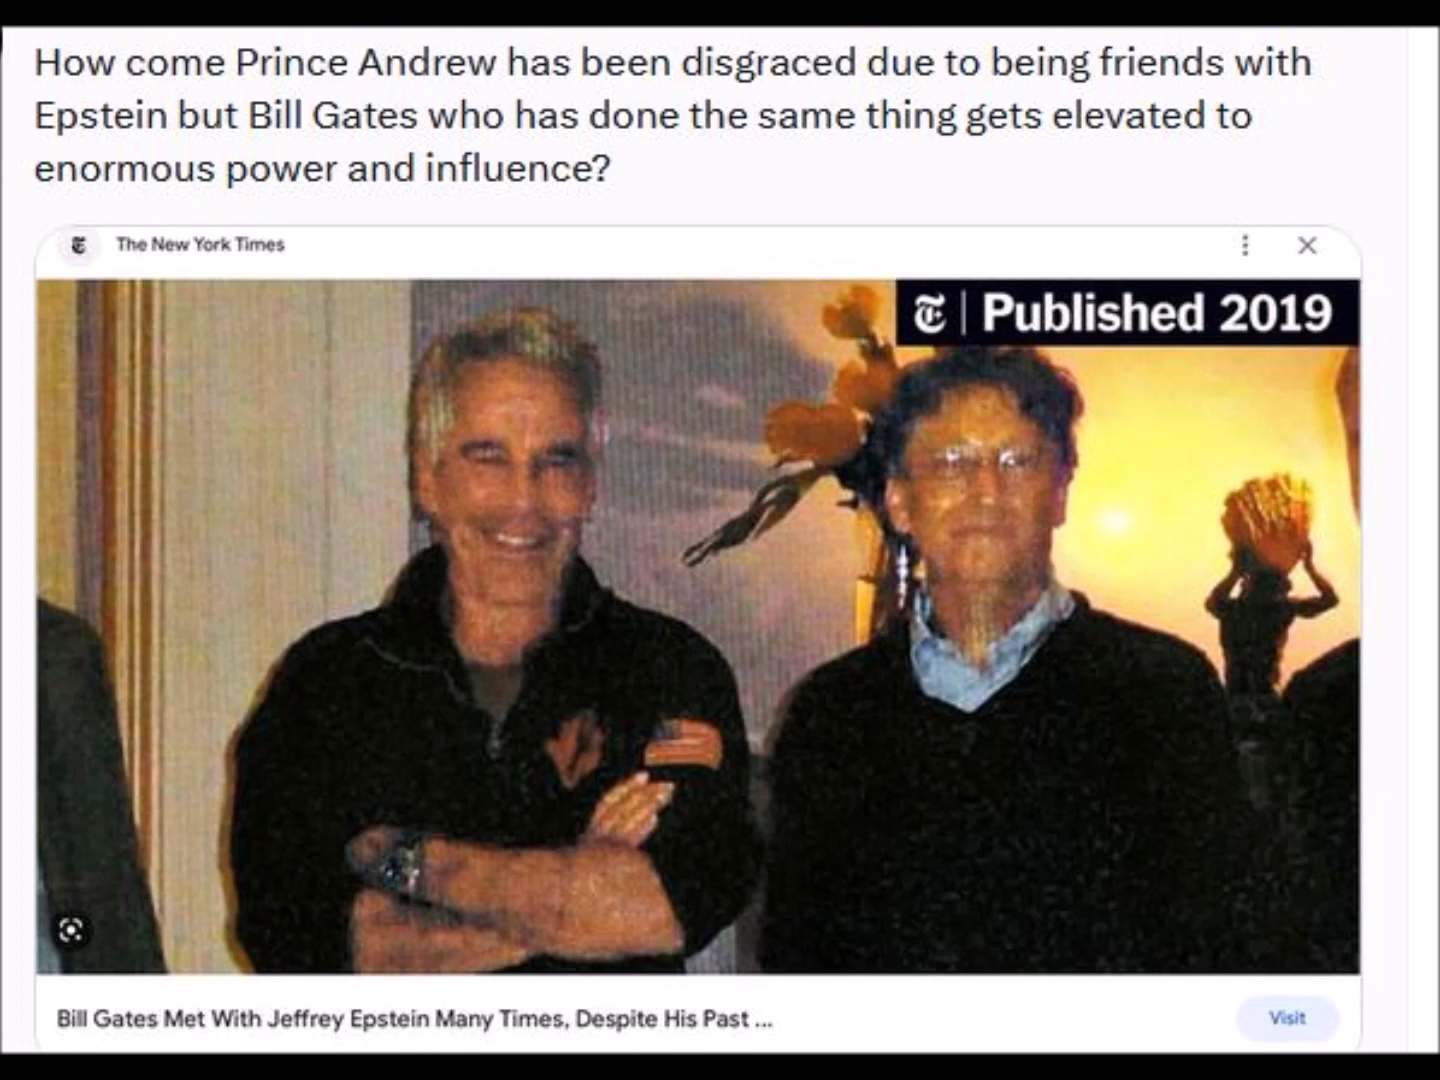 How come Prince Andrew has been disgraced due to being friends with
Epstein but Bill Gates who has done the same thing gets elevated to
enormous power and influence?
The New York Times
Published 2019
Bill Gates Met With Jeffrey Epstein Many Times, Despite His Past ...
Visit